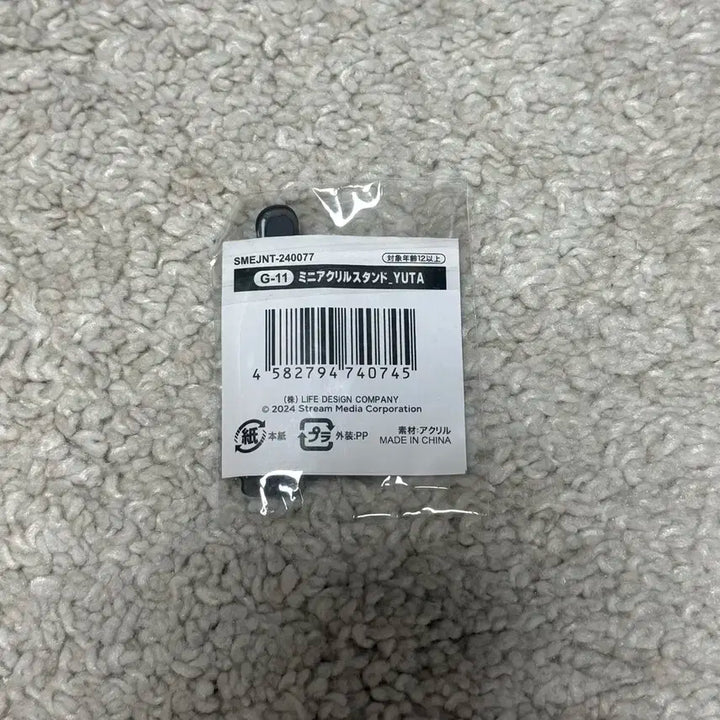 SMEJNT-240077 対象年齢12以上
G-11 ミニアクリルスタンド_YUTA
4 582794 740745
(株) LIFE DESIGN COMPANY
© 2024 Stream Media Corporation
紙 本紙 プラ 外装:PP 素材:アクリル
MADE IN CHINA